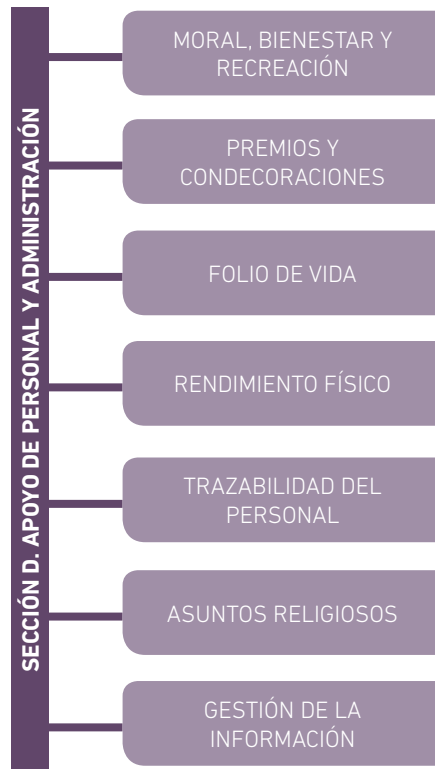 SECCIÓN D. APOYO DE PERSONAL Y ADMINISTRACIÓN
MORAL, BIENESTAR Y
RECREACIÓN
PREMIOS Y
CONDECORACIONES
FOLIO DE VIDA
RENDIMIENTO FÍSICO
TRAZABILIDAD DEL
PERSONAL
ASUNTOS RELIGIOSOS
GESTIÓN DE LA
INFORMACIÓN